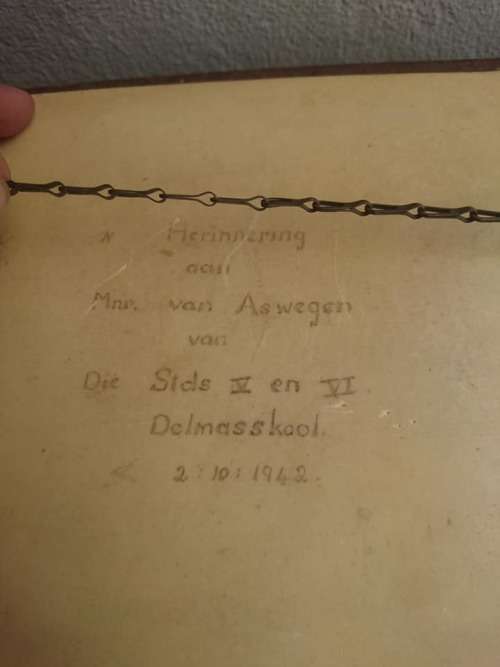 'n Herinnering
aan
Mnr. van Aswegen
van
Die Stds V en VI
Delmasskool.
2:10:1942.